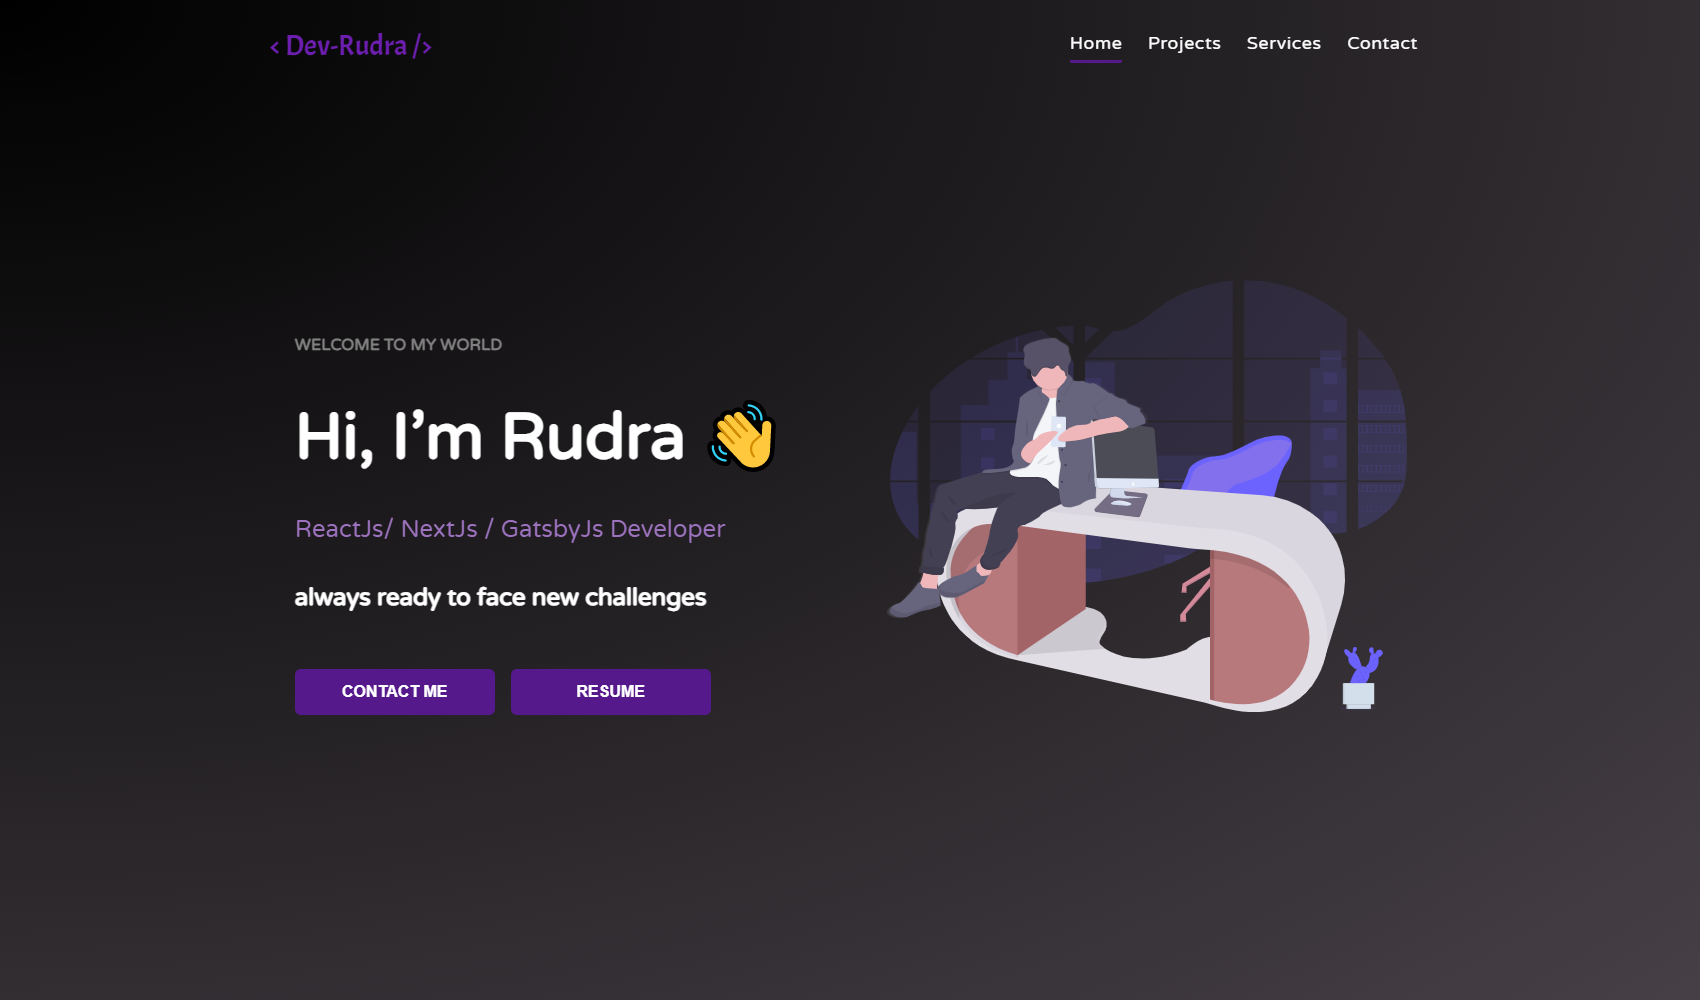 < Dev-Rudra />
Home Projects Services Contact
WELCOME TO MY WORLD
Hi, I’m Rudra 👋
ReactJs/ NextJs / GatsbyJs Developer
always ready to face new challenges
CONTACT ME RESUME